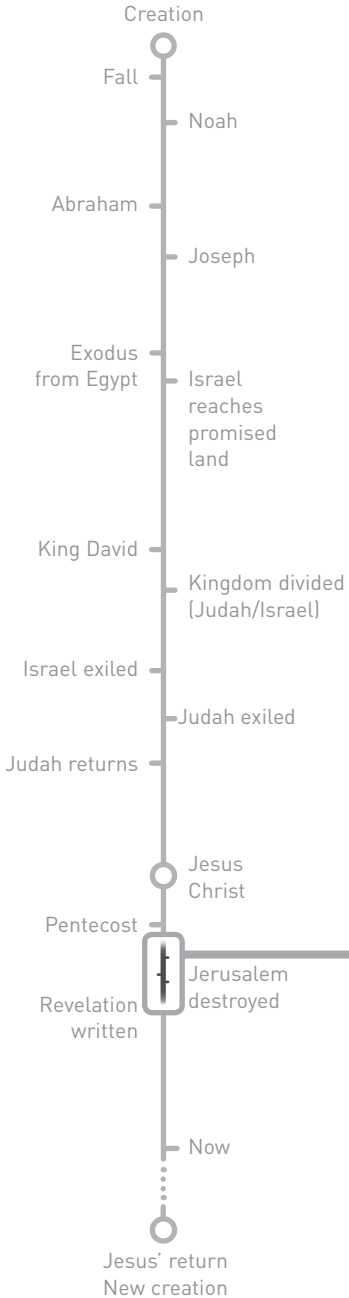 Creation
Fall
Noah
Abraham
Joseph
Exodus
from Egypt
Israel
reaches
promised
land
King David
Kingdom divided
(Judah/Israel)
Israel exiled
Judah exiled
Judah returns
Jesus
Christ
Pentecost
Jerusalem
destroyed
Revelation
written
Now
Jesus’ return
New creation